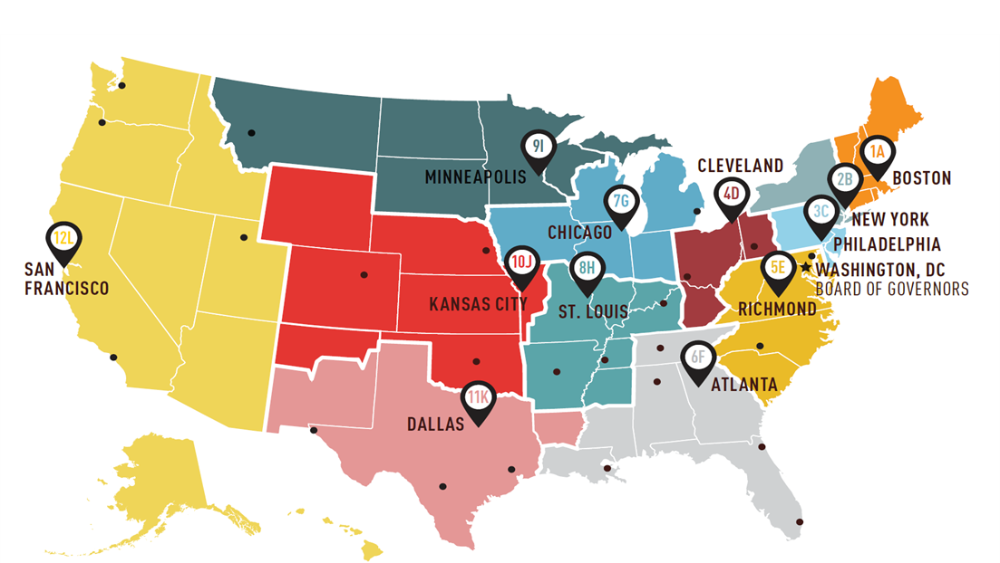 9I
MINNEAPOLIS
CLEVELAND
4D
1A
BOSTON
2B
NEW YORK
7G
CHICAGO
3C
PHILADELPHIA
12L
SAN
FRANCISCO
10J
KANSAS CITY
8H
ST. LOUIS
5E
RICHMOND
WASHINGTON, DC
BOARD OF GOVERNORS
6F
ATLANTA
11K
DALLAS